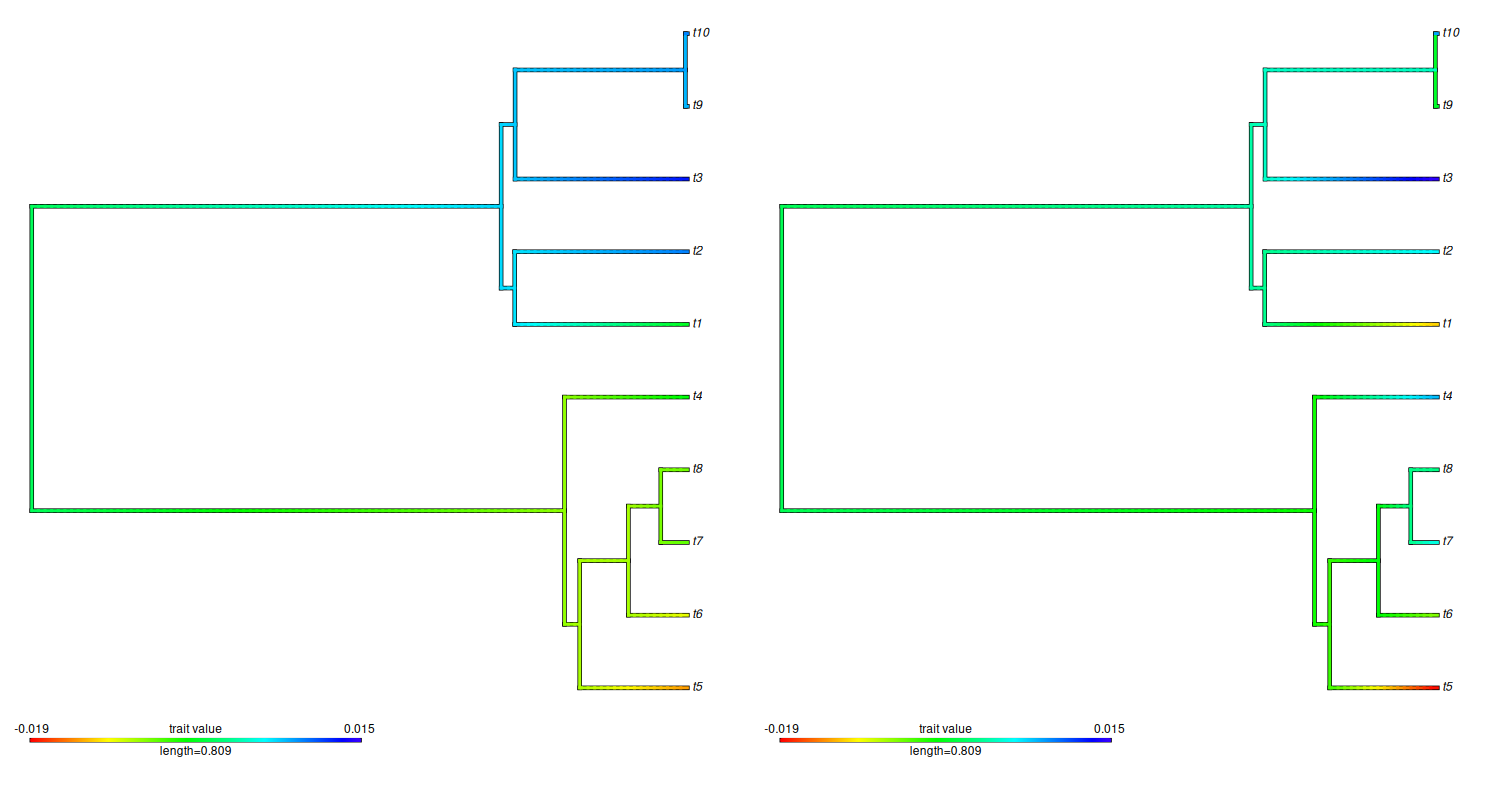 t10
t9
t3
t2
t1
t4
t8
t7
t6
t5
-0.019 trait value 0.015
length=0.809
t10
t9
t3
t2
t1
t4
t8
t7
t6
t5
-0.019 trait value 0.015
length=0.809